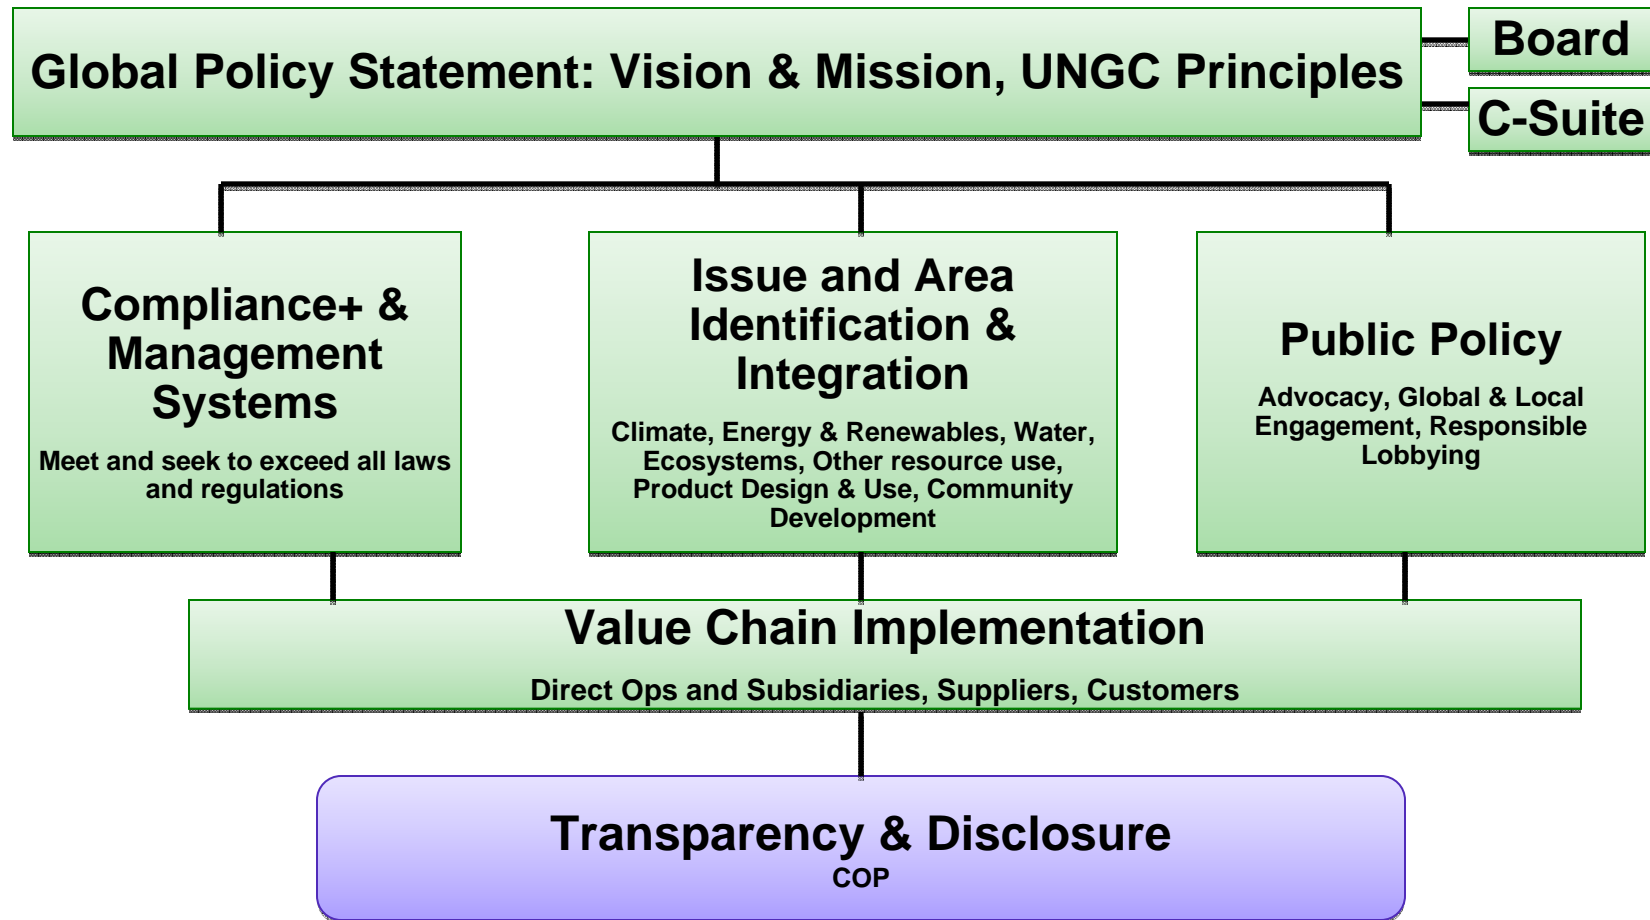 Global Policy Statement: Vision & Mission, UNGC Principles
Board
C-Suite
Compliance+ &
Management
Systems
Meet and seek to exceed all laws
and regulations
Issue and Area
Identification &
Integration
Climate, Energy & Renewables, Water,
Ecosystems, Other resource use,
Product Design & Use, Community
Development
Public Policy
Advocacy, Global & Local
Engagement, Responsible
Lobbying
Value Chain Implementation
Direct Ops and Subsidiaries, Suppliers, Customers
Transparency & Disclosure
COP